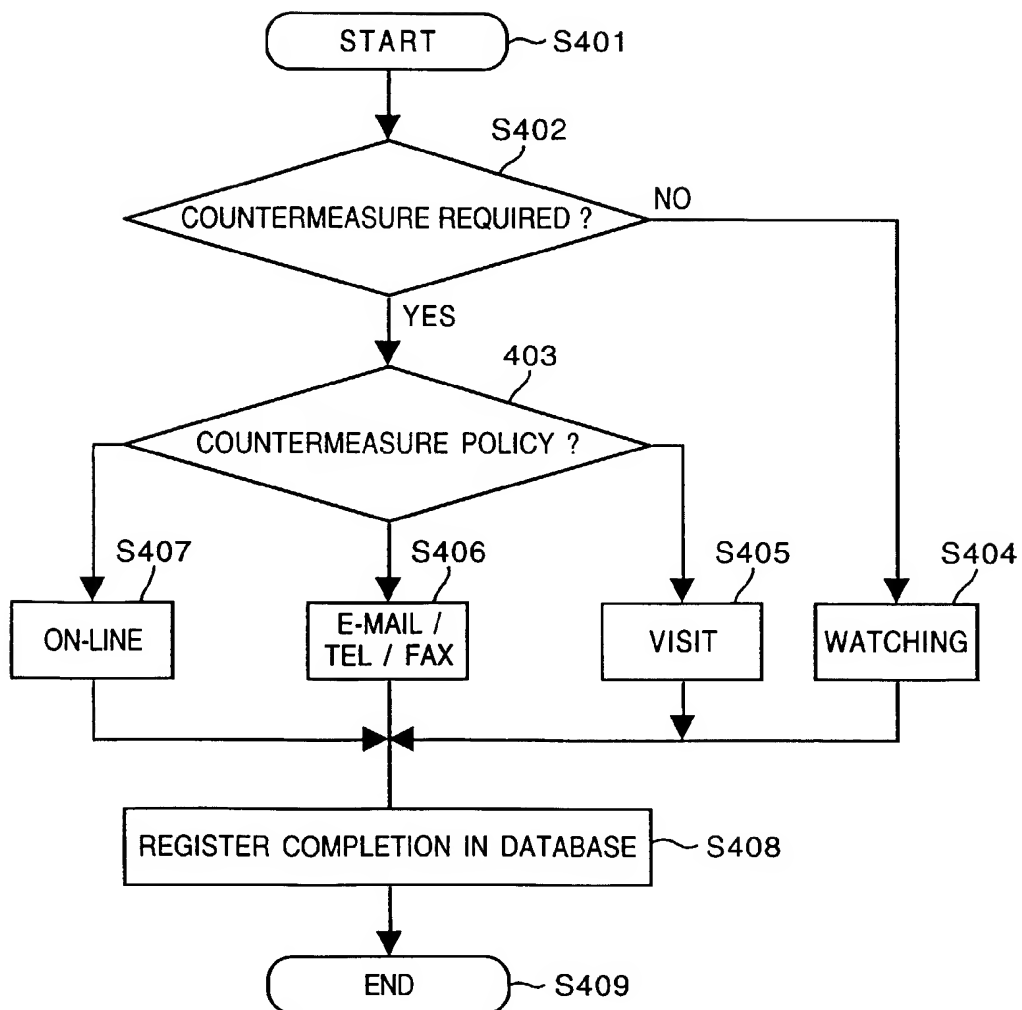 START
S401
S402
COUNTERMEASURE REQUIRED ?
NO
YES
403
COUNTERMEASURE POLICY ?
S407
S406
S405
S404
ON-LINE
E-MAIL /
TEL / FAX
VISIT
WATCHING
REGISTER COMPLETION IN DATABASE
S408
END
S409